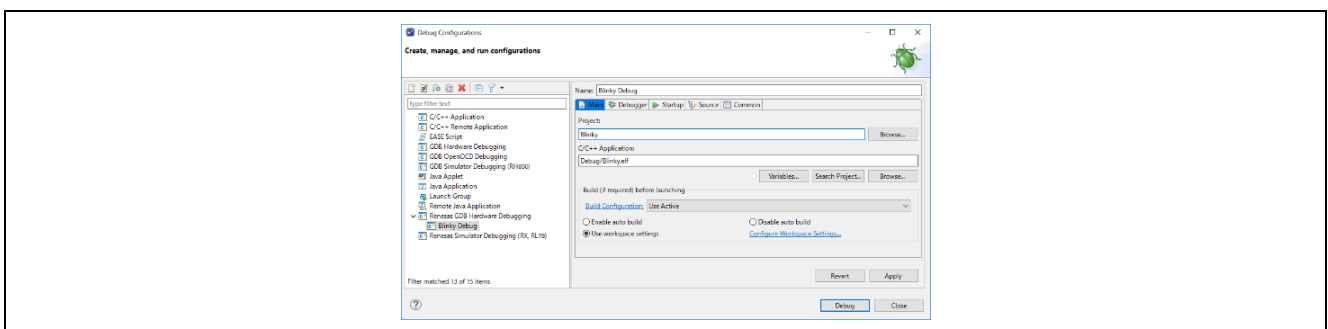 Debug Configurations
Create, manage, and run configurations
type filter text
C/C++ Application
C/C++ Remote Application
EASE Script
GDB Hardware Debugging
GDB OpenOCD Debugging
GDB Simulator Debugging (RH850)
Java Applet
Java Application
Launch Group
Remote Java Application
Renesas GDB Hardware Debugging
Blinky Debug
Renesas Simulator Debugging (RX, RL78)
Filter matched 13 of 15 items
Name: Blinky Debug
Main Debugger Startup Source Common
Project:
Blinky Browse...
C/C++ Application:
Debug/Blinky.elf
Variables... Search Project... Browse...
Build (if required) before launching
Build Configuration: Use Active
Enable auto build Disable auto build
Use workspace settings Configure Workspace Settings...
Revert Apply
Debug Close